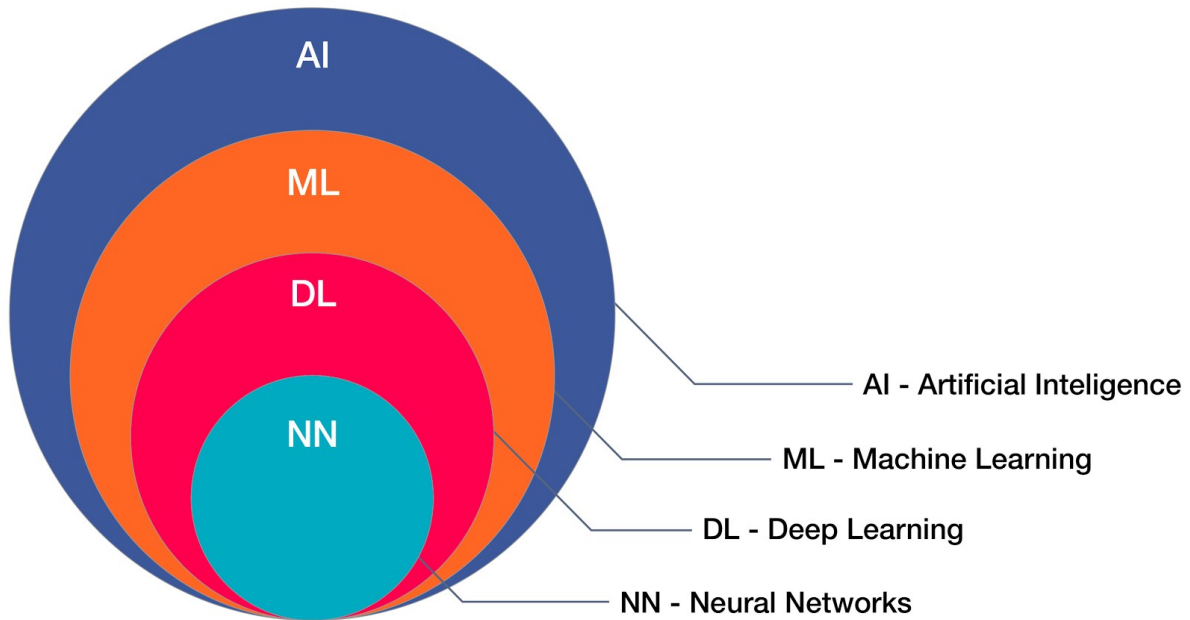 AI
ML
DL
NN
AI - Artificial Inteligence
ML - Machine Learning
DL - Deep Learning
NN - Neural Networks